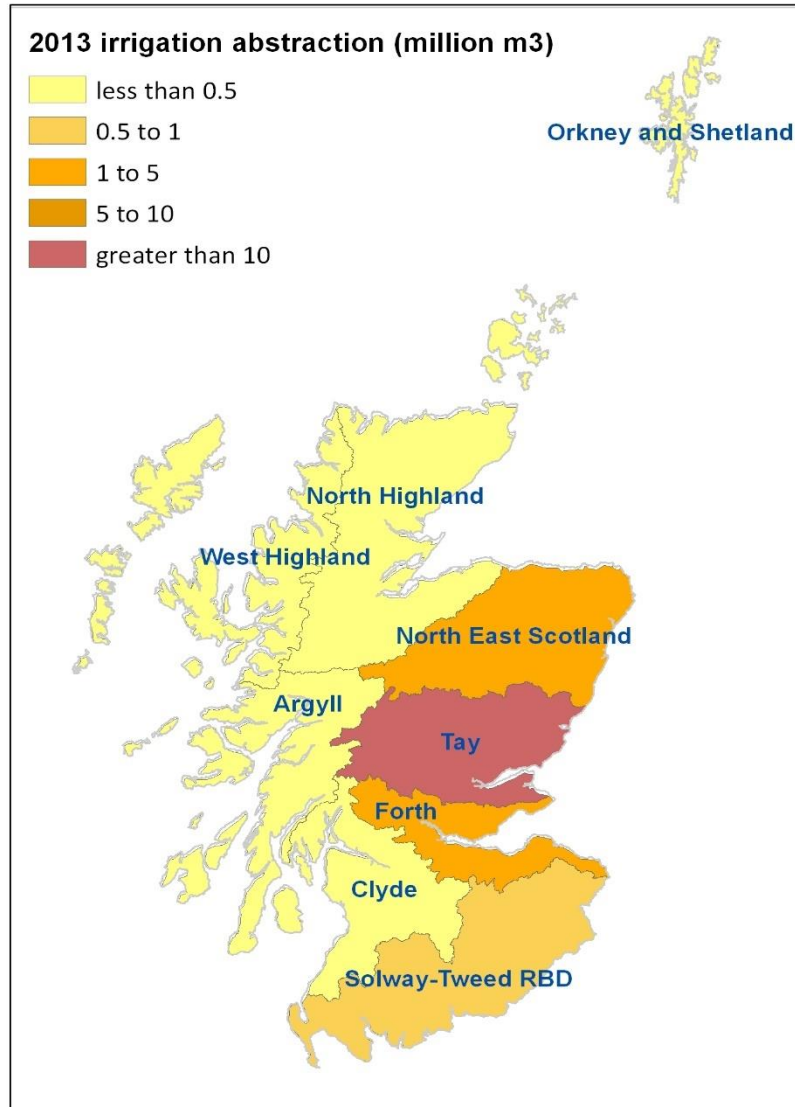 2013 irrigation abstraction (million m3)
less than 0.5
0.5 to 1
1 to 5
5 to 10
greater than 10
Orkney and Shetland
North Highland
West Highland
North East Scotland
Argyll
Tay
Forth
Clyde
Solway-Tweed RBD